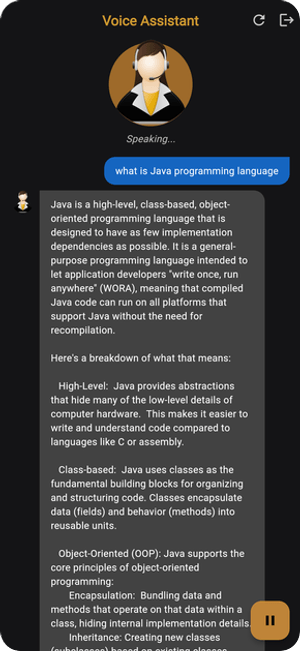 Voice Assistant
Speaking...
what is Java programming language
Java is a high-level, class-based, object-
oriented programming language that is
designed to have as few implementation
dependencies as possible. It is a general-
purpose programming language intended to
let application developers "write once, run
anywhere" (WORA), meaning that compiled
Java code can run on all platforms that
support Java without the need for
recompilation.
Here's a breakdown of what that means:
High-Level:  Java provides abstractions
that hide many of the low-level details of
computer hardware.  This makes it easier to
write and understand code compared to
languages like C or assembly.
Class-based:  Java uses classes as the
fundamental building blocks for organizing
and structuring code. Classes encapsulate
data (fields) and behavior (methods) into
reusable units.
Object-Oriented (OOP): Java supports the
core principles of object-oriented
programming:
Encapsulation:  Bundling data and
methods that operate on that data within a
class, hiding internal implementation details.
Inheritance: Creating new classes
(subclasses) based on existing classes